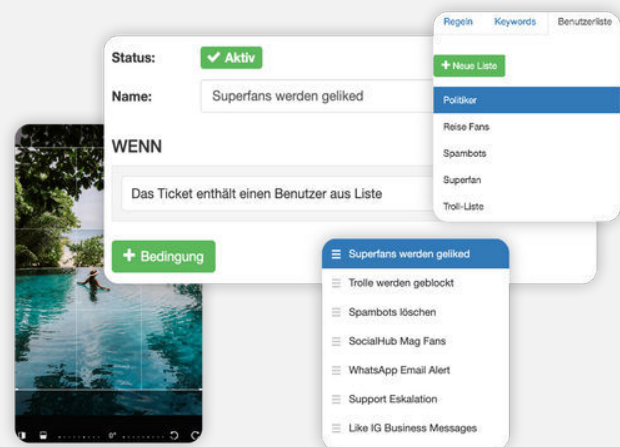 Regeln Keywords Benutzerliste
+ Neue Liste
Politiker
Reise Fans
Spambots
Superfan
Troll-Liste
Status: ✔ Aktiv
Name: Superfans werden geliked
WENN
Das Ticket enthält einen Benutzer aus Liste
+ Bedingung
Superfans werden geliked
Trolle werden geblockt
Spambots löschen
SocialHub Mag Fans
WhatsApp Email Alert
Support Eskalation
Like IG Business Messages
0°